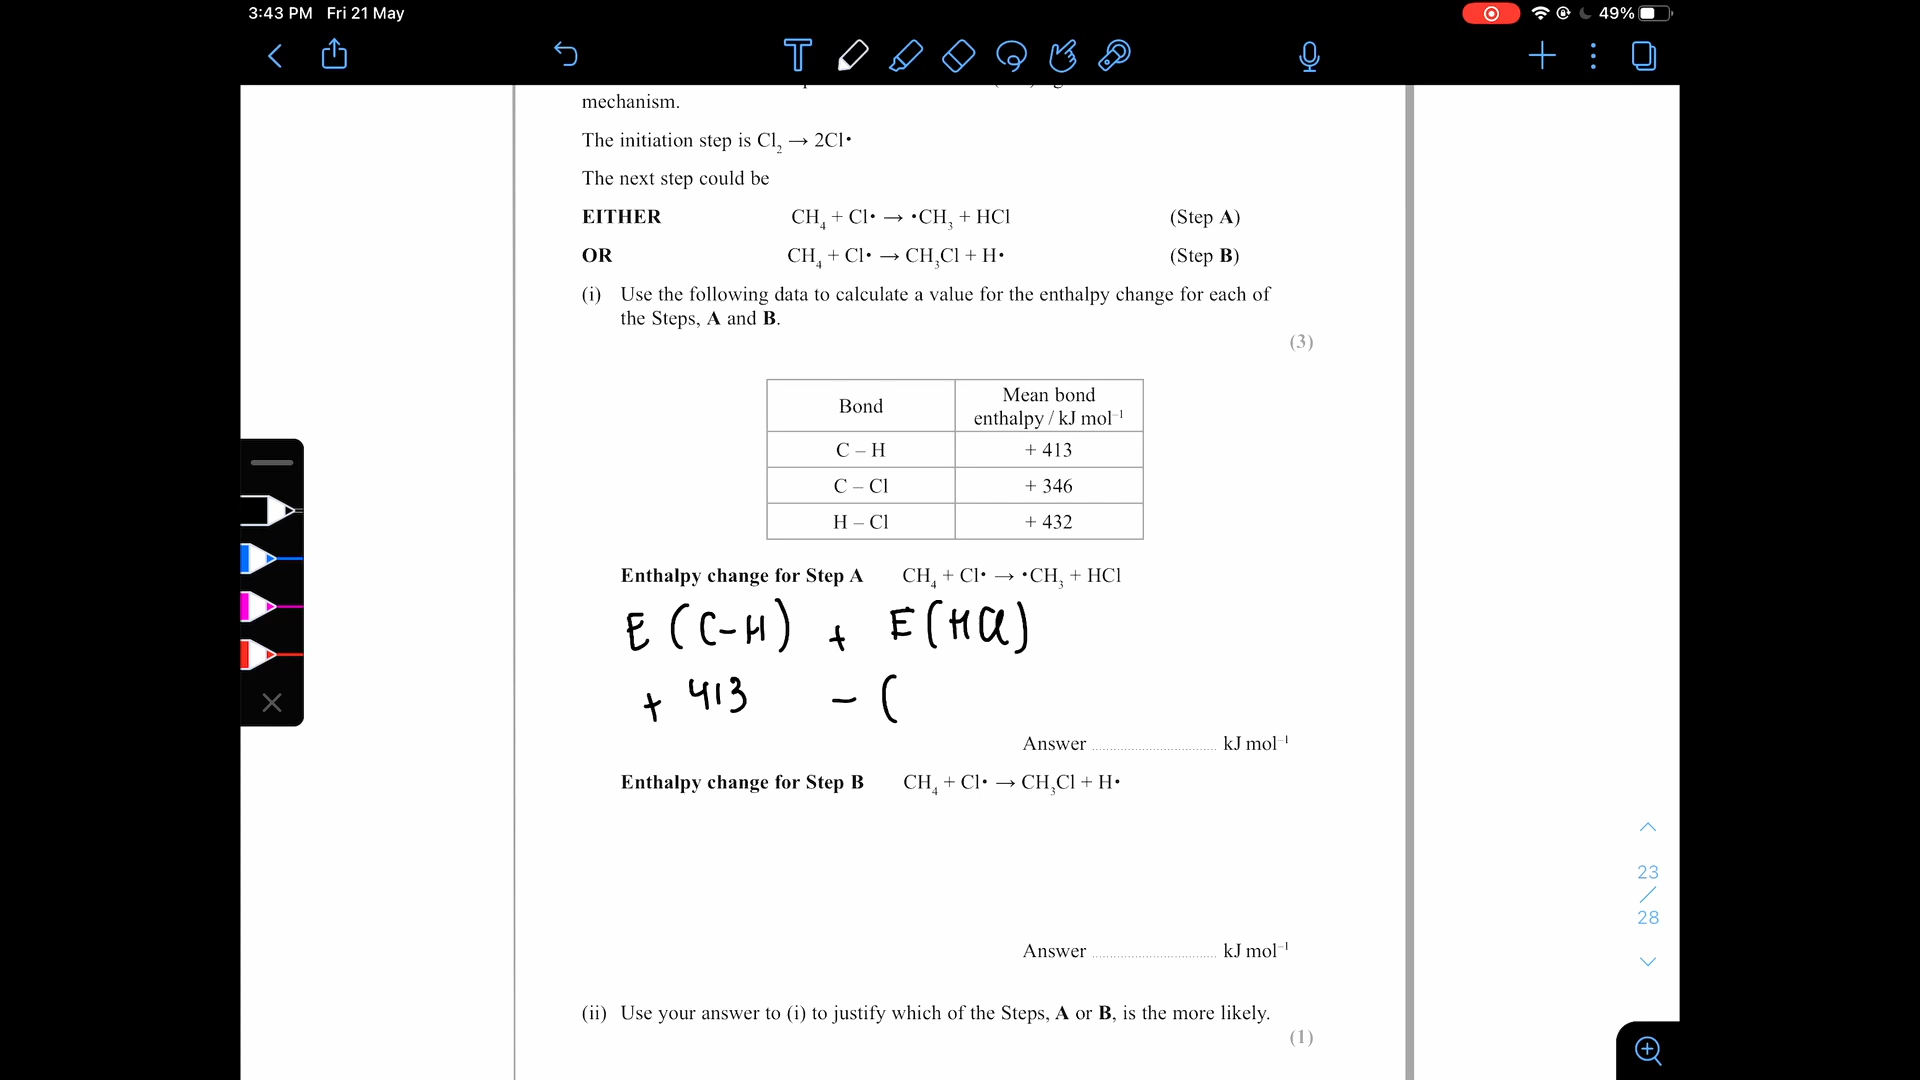 3:43 PM Fri 21 May
49%
mechanism.
The initiation step is Cl₂ → 2Cl•
The next step could be
EITHER CH₄ + Cl• → •CH₃ + HCl (Step A)
OR CH₄ + Cl• → CH₃Cl + H• (Step B)
(i) Use the following data to calculate a value for the enthalpy change for each of
the Steps, A and B.
(3)
Bond Mean bond enthalpy / kJ mol⁻¹
C – H + 413
C – Cl + 346
H – Cl + 432
Enthalpy change for Step A CH₄ + Cl• → •CH₃ + HCl
E (C-H) + E(HCl)
+ 413 - (
Answer ............................... kJ mol⁻¹
Enthalpy change for Step B CH₄ + Cl• → CH₃Cl + H•
Answer ............................... kJ mol⁻¹
(ii) Use your answer to (i) to justify which of the Steps, A or B, is the more likely.
(1)
23
/
28